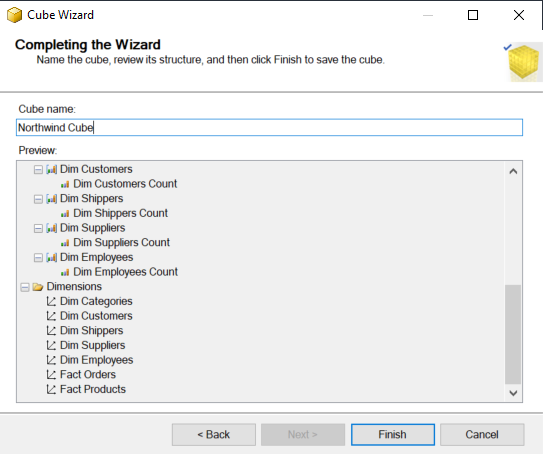 Cube Wizard
Completing the Wizard
Name the cube, review its structure, and then click Finish to save the cube.
Cube name:
Northwind Cube
Preview:
Dim Customers
Dim Customers Count
Dim Shippers
Dim Shippers Count
Dim Suppliers
Dim Suppliers Count
Dim Employees
Dim Employees Count
Dimensions
Dim Categories
Dim Customers
Dim Shippers
Dim Suppliers
Dim Employees
Fact Orders
Fact Products
< Back Next > Finish Cancel